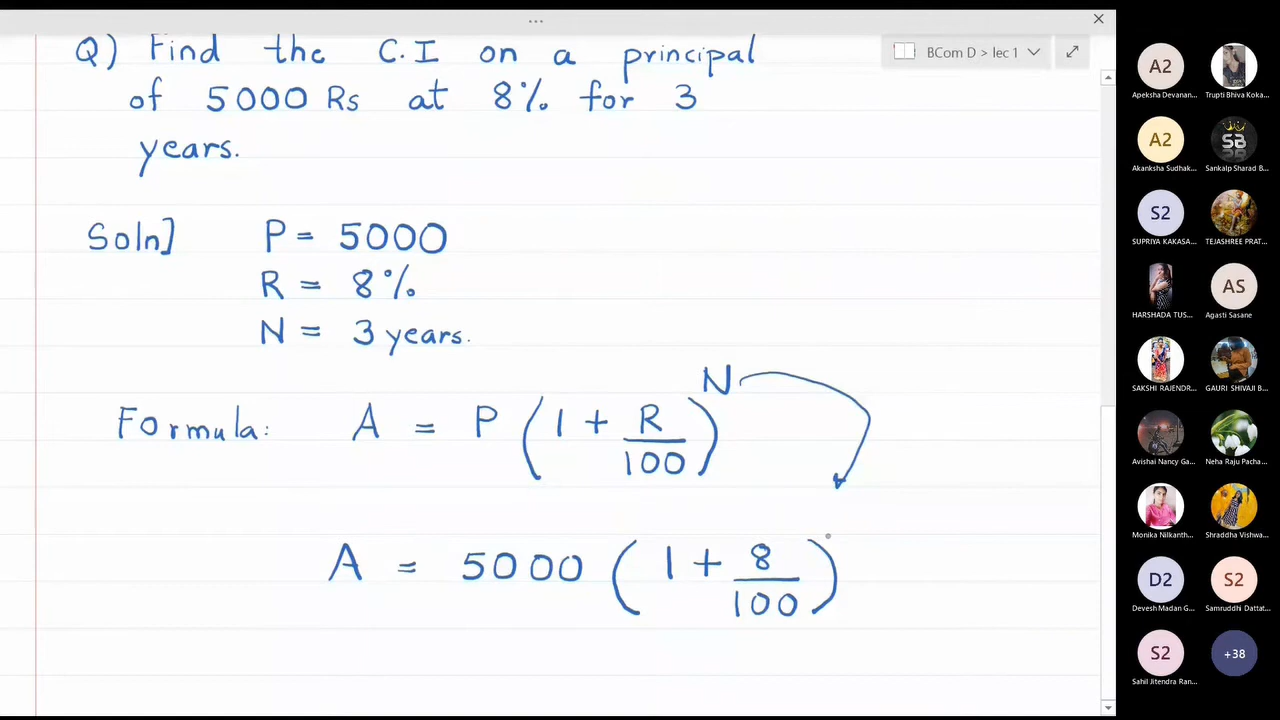 ...
Q) Find the C.I on a principal
BCom D > lec 1
of 5000 Rs at 8% for 3
years.
Soln] P = 5000
R = 8%
N = 3 years.
Formula: A = P (1 + R/100)^N
A = 5000 (1 + 8/100)
A2
Apeksha Devanan...
Trupti Bhiva Koka...
A2
Akanksha Sudhak...
SB
Sankalp Sharad B...
S2
SUPRIYA KAKASA...
TEJASHREE PRAT...
HARSHADA TUS...
AS
Agasti Sasane
SAKSHI RAJENDR...
GAURI SHIVAJI B...
Avishai Nancy Ga...
Neha Raju Pacha...
Monika Nilkanth...
Shraddha Vishwa...
D2
Devesh Madan G...
S2
Samruddhi Dattat...
S2
Sahil Jitendra Ran...
+38